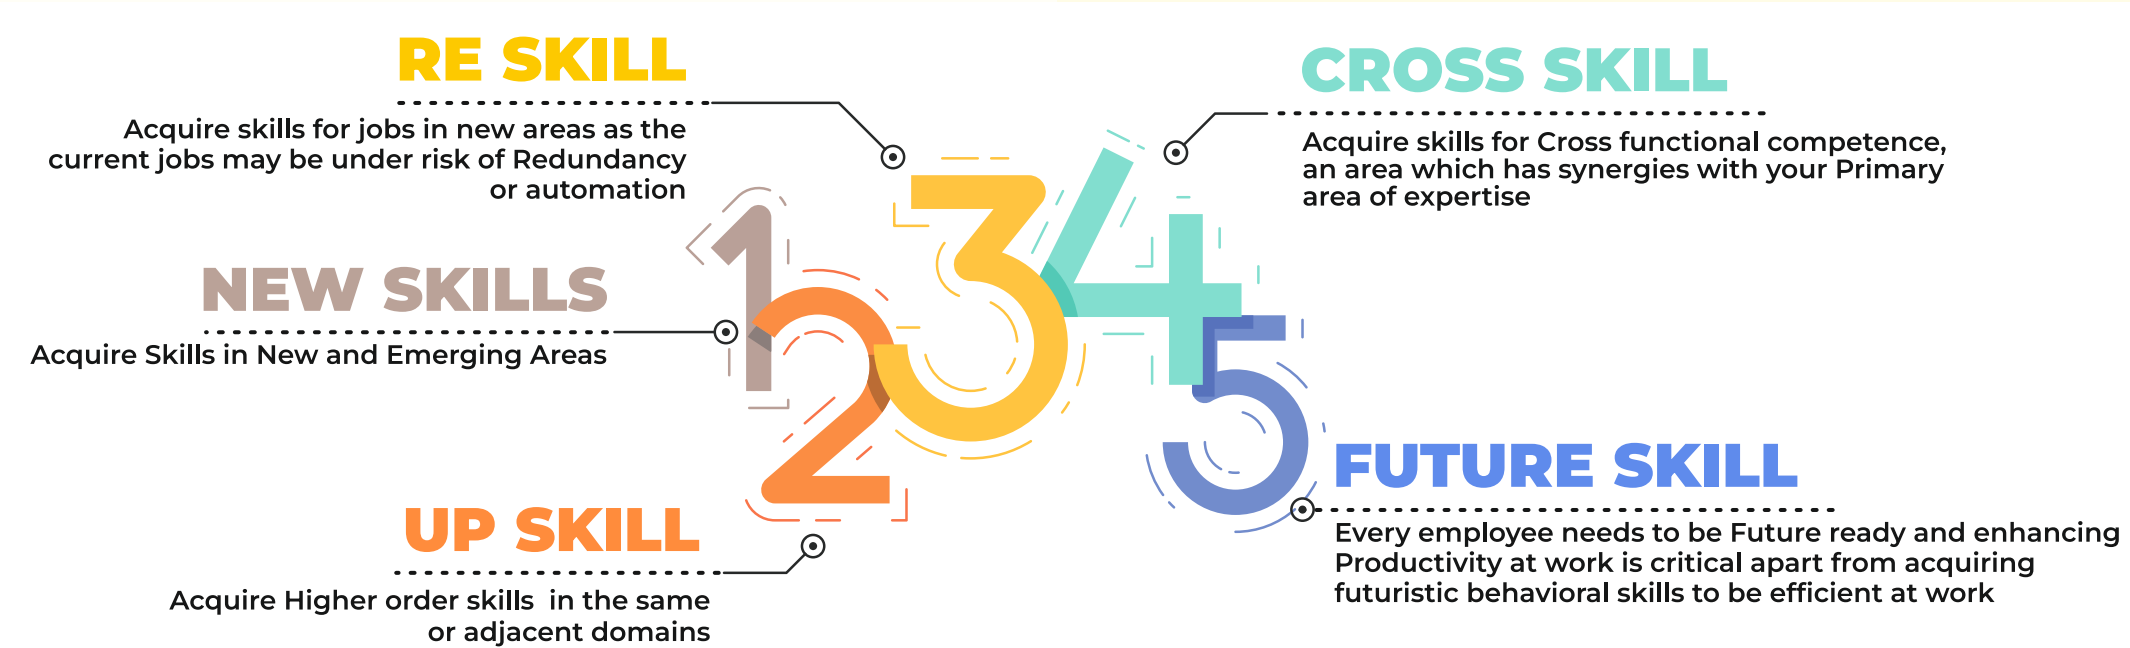 RE SKILL
Acquire skills for jobs in new areas as the
current jobs may be under risk of Redundancy
or automation
NEW SKILLS
Acquire Skills in New and Emerging Areas
UP SKILL
Acquire Higher order skills in the same
or adjacent domains
1
2
3
4
5
CROSS SKILL
Acquire skills for Cross functional competence,
an area which has synergies with your Primary
area of expertise
FUTURE SKILL
Every employee needs to be Future ready and enhancing
Productivity at work is critical apart from acquiring
futuristic behavioral skills to be efficient at work